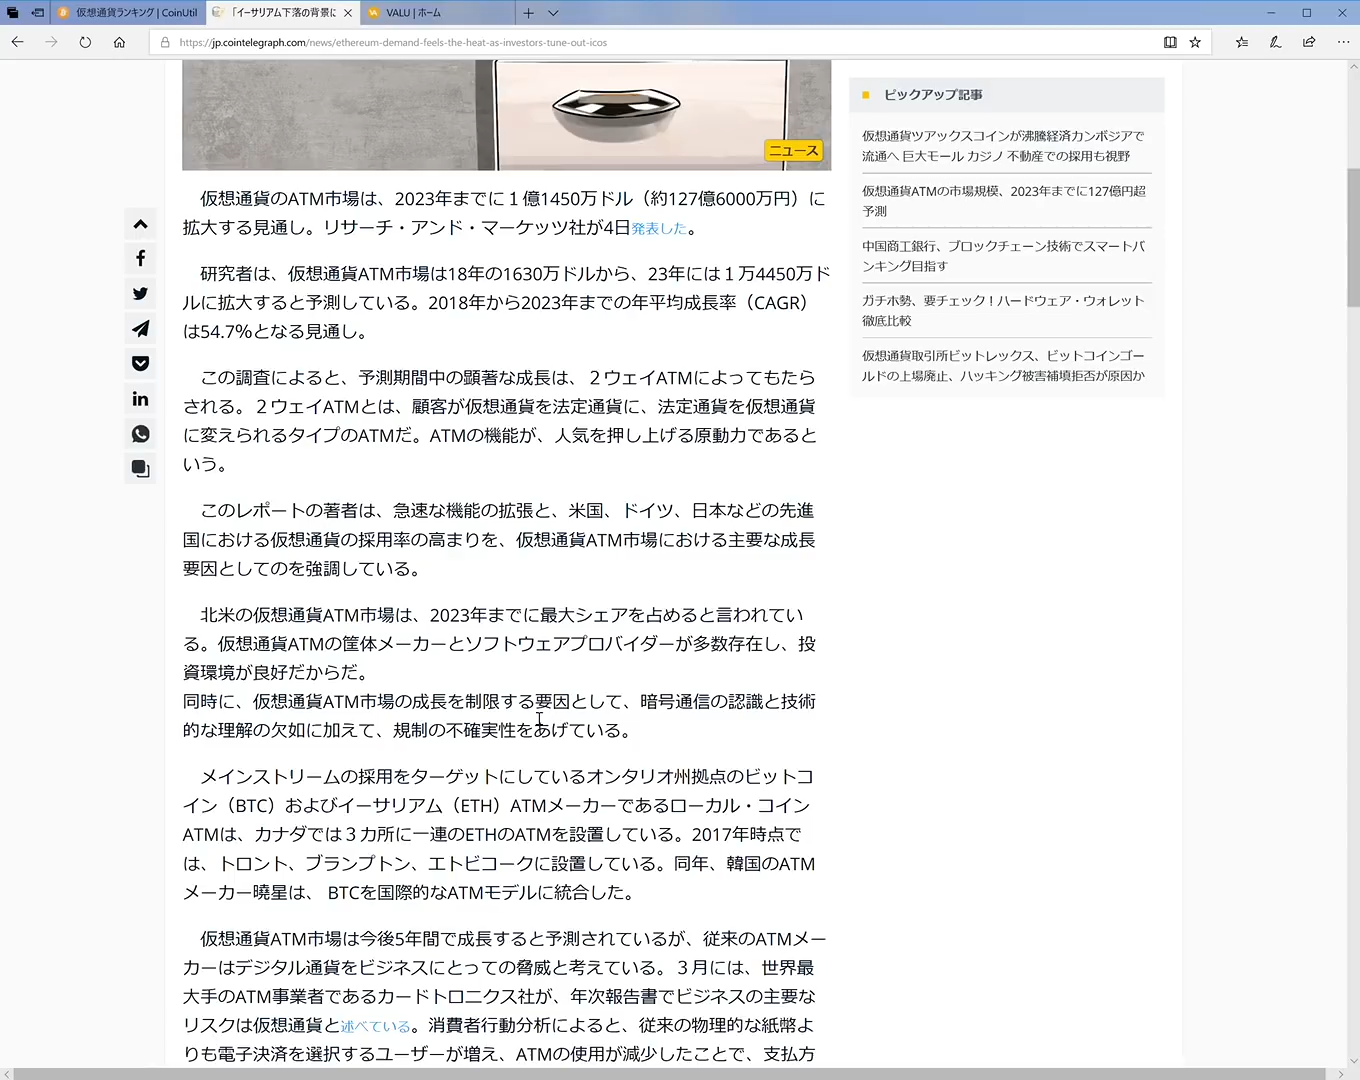 仮想通貨ランキング | CoinUtil
「イーサリアム下落の背景に
VALU | ホーム
https://jp.cointelegraph.com/news/ethereum-demand-feels-the-heat-as-investors-tune-out-icos
ニュース
仮想通貨のATM市場は、2023年までに１億1450万ドル（約127億6000万円）に
拡大する見通し。リサーチ・アンド・マーケッツ社が4日発表した。
研究者は、仮想通貨ATM市場は18年の1630万ドルから、23年には１万4450万ド
ルに拡大すると予測している。2018年から2023年までの年平均成長率（CAGR）
は54.7%となる見通し。
この調査によると、予測期間中の顕著な成長は、２ウェイATMによってもたら
される。２ウェイATMとは、顧客が仮想通貨を法定通貨に、法定通貨を仮想通貨
に変えられるタイプのATMだ。ATMの機能が、人気を押し上げる原動力であると
いう。
このレポートの著者は、急速な機能の拡張と、米国、ドイツ、日本などの先進
国における仮想通貨の採用率の高まりを、仮想通貨ATM市場における主要な成長
要因としてのを強調している。
北米の仮想通貨ATM市場は、2023年までに最大シェアを占めると言われてい
る。仮想通貨ATMの筐体メーカーとソフトウェアプロバイダーが多数存在し、投
資環境が良好だからだ。
同時に、仮想通貨ATM市場の成長を制限する要因として、暗号通信の認識と技術
的な理解の欠如に加えて、規制の不確実性をあげている。
メインストリームの採用をターゲットにしているオンタリオ州拠点のビットコ
イン（BTC）およびイーサリアム（ETH）ATMメーカーであるローカル・コイン
ATMは、カナダでは３カ所に一連のETHのATMを設置している。2017年時点で
は、トロント、ブランプトン、エトビコークに設置している。同年、韓国のATM
メーカー曉星は、 BTCを国際的なATMモデルに統合した。
仮想通貨ATM市場は今後5年間で成長すると予測されているが、従来のATMメー
カーはデジタル通貨をビジネスにとっての脅威と考えている。３月には、世界最
大手のATM事業者であるカードトロニクス社が、年次報告書でビジネスの主要な
リスクは仮想通貨と述べている。消費者行動分析によると、従来の物理的な紙幣よ
りも電子決済を選択するユーザーが増え、ATMの使用が減少したことで、支払方
ピックアップ記事
仮想通貨ツアックスコインが沸騰経済カンボジアで
流通へ 巨大モール カジノ 不動産での採用も視野
仮想通貨ATMの市場規模、2023年までに127億円超
予測
中国商工銀行、ブロックチェーン技術でスマートバ
ンキング目指す
ガチホ勢、要チェック！ハードウェア・ウォレット
徹底比較
仮想通貨取引所ビットレックス、ビットコインゴー
ルドの上場廃止、ハッキング被害補填拒否が原因か